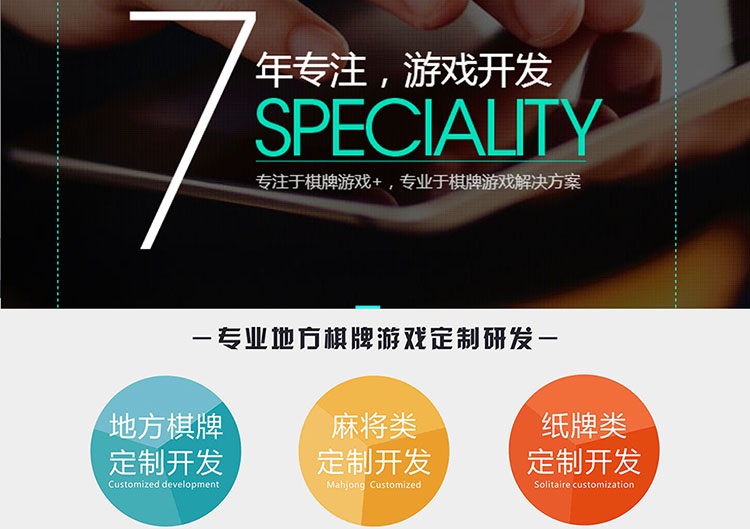 7
年专注，游戏开发
SPECIALITY
专注于棋牌游戏+，专业于棋牌游戏解决方案
—专业地方棋牌游戏定制研发—
地方棋牌
定制开发
Customized development
麻将类
定制开发
Mahjong Customized
纸牌类
定制开发
Solitaire customization